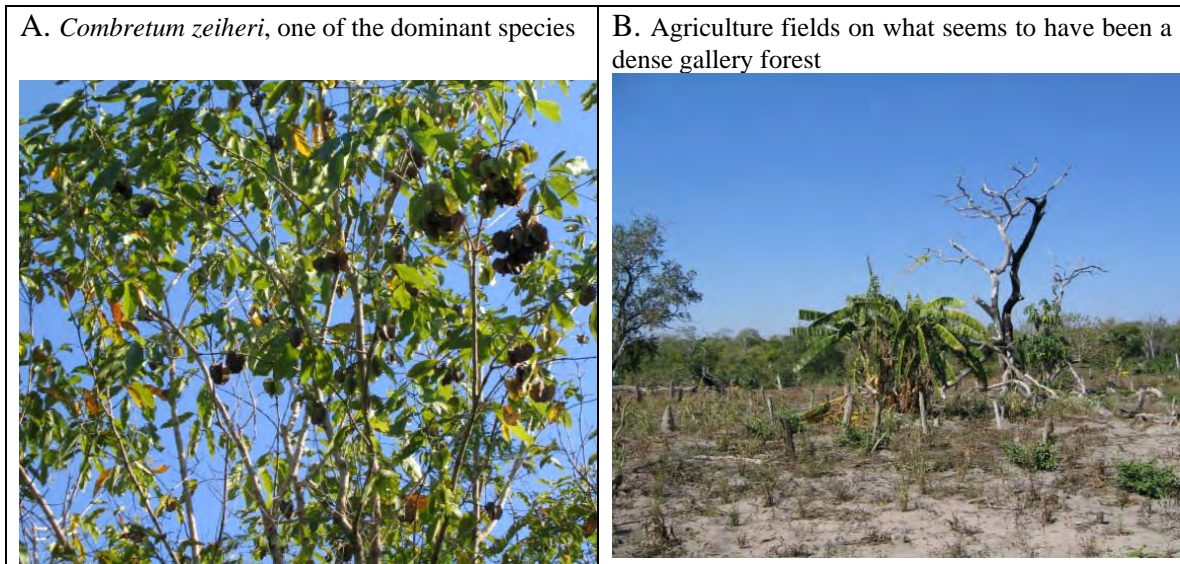 A. Combretum zeiheri, one of the dominant species
B. Agriculture fields on what seems to have been a
dense gallery forest